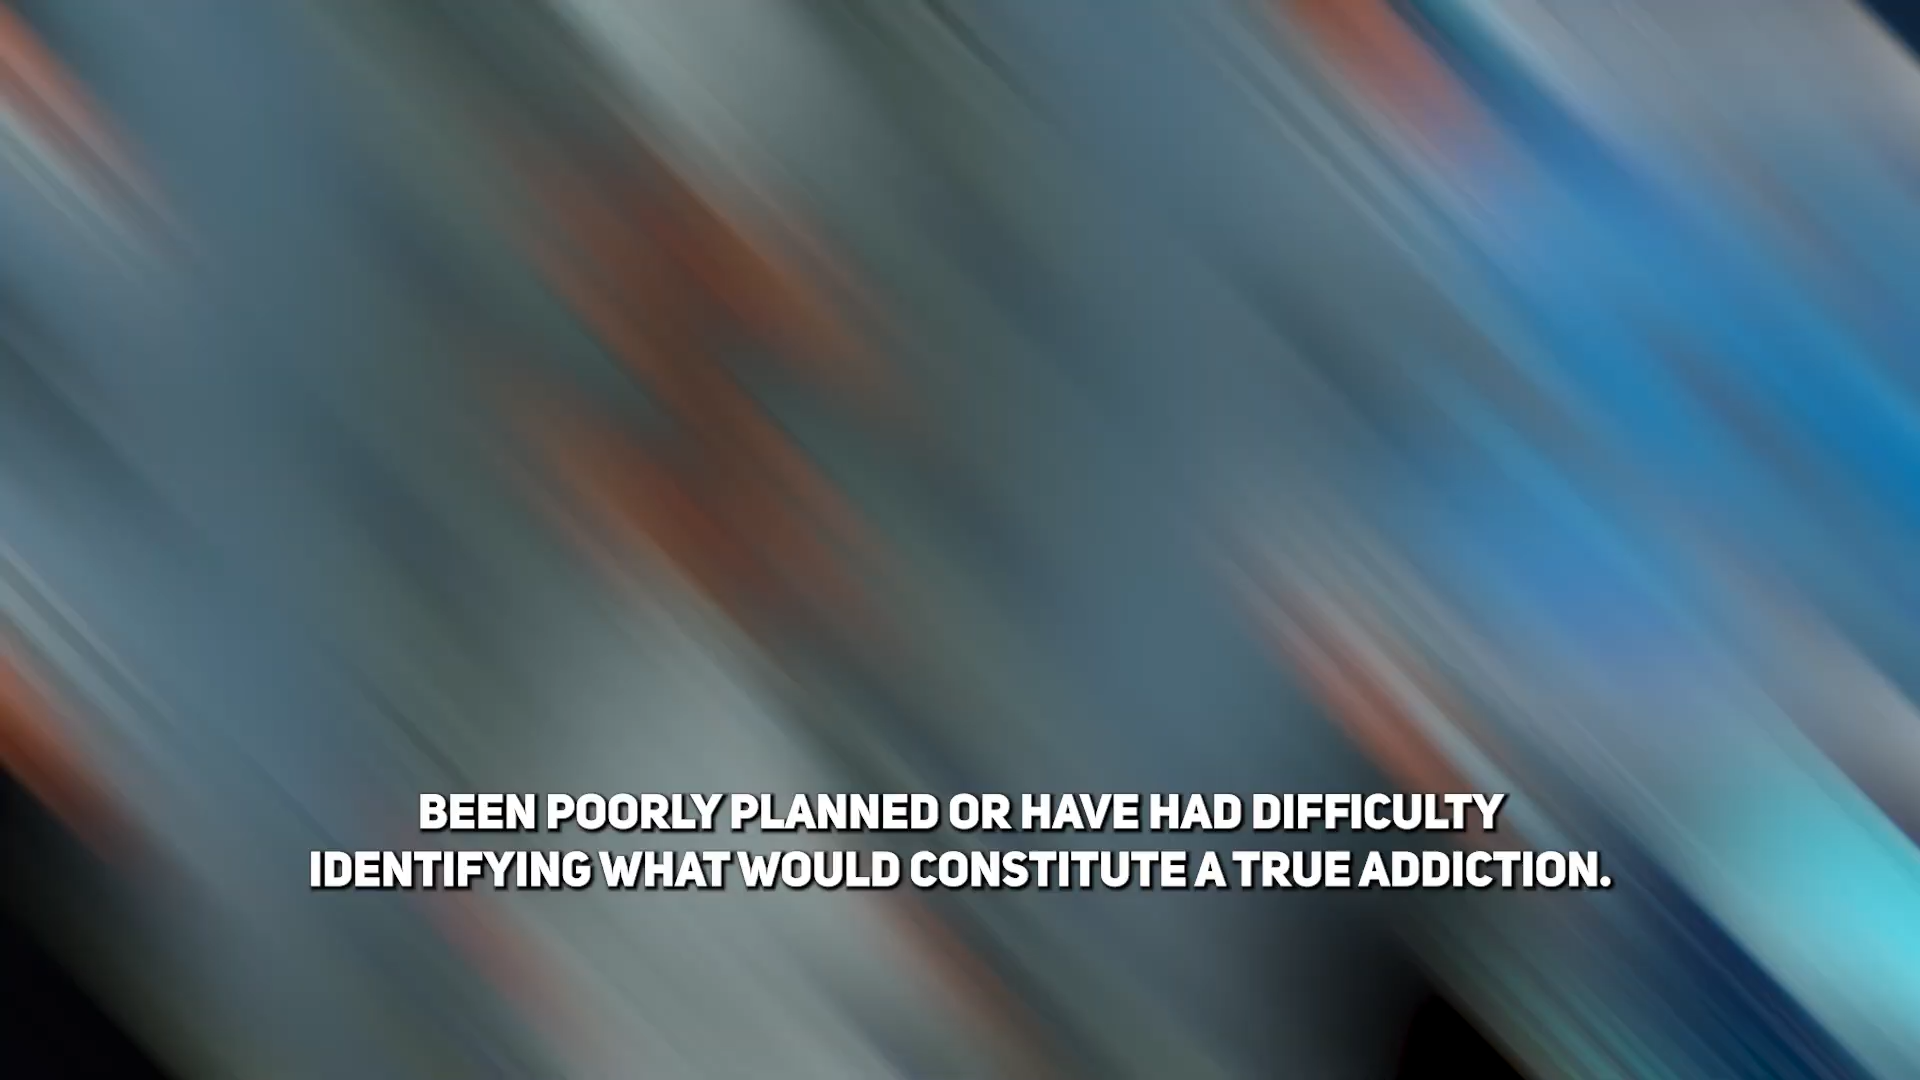 BEEN POORLY PLANNED OR HAVE HAD DIFFICULTY
IDENTIFYING WHAT WOULD CONSTITUTE A TRUE ADDICTION.